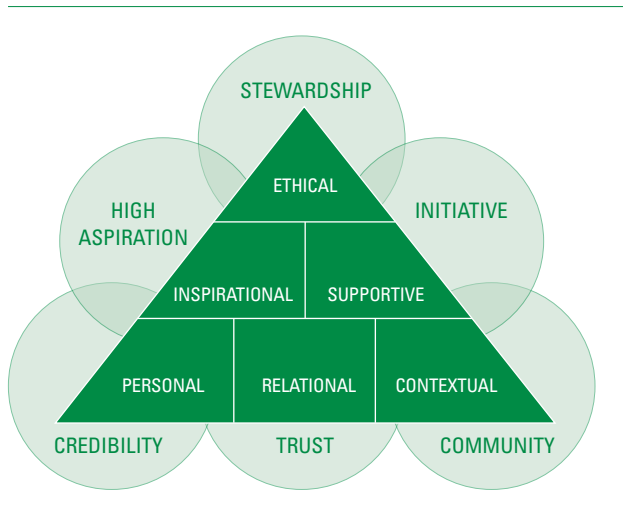 STEWARDSHIP
ETHICAL
HIGH
ASPIRATION
INITIATIVE
INSPIRATIONAL
SUPPORTIVE
PERSONAL
RELATIONAL
CONTEXTUAL
CREDIBILITY
TRUST
COMMUNITY